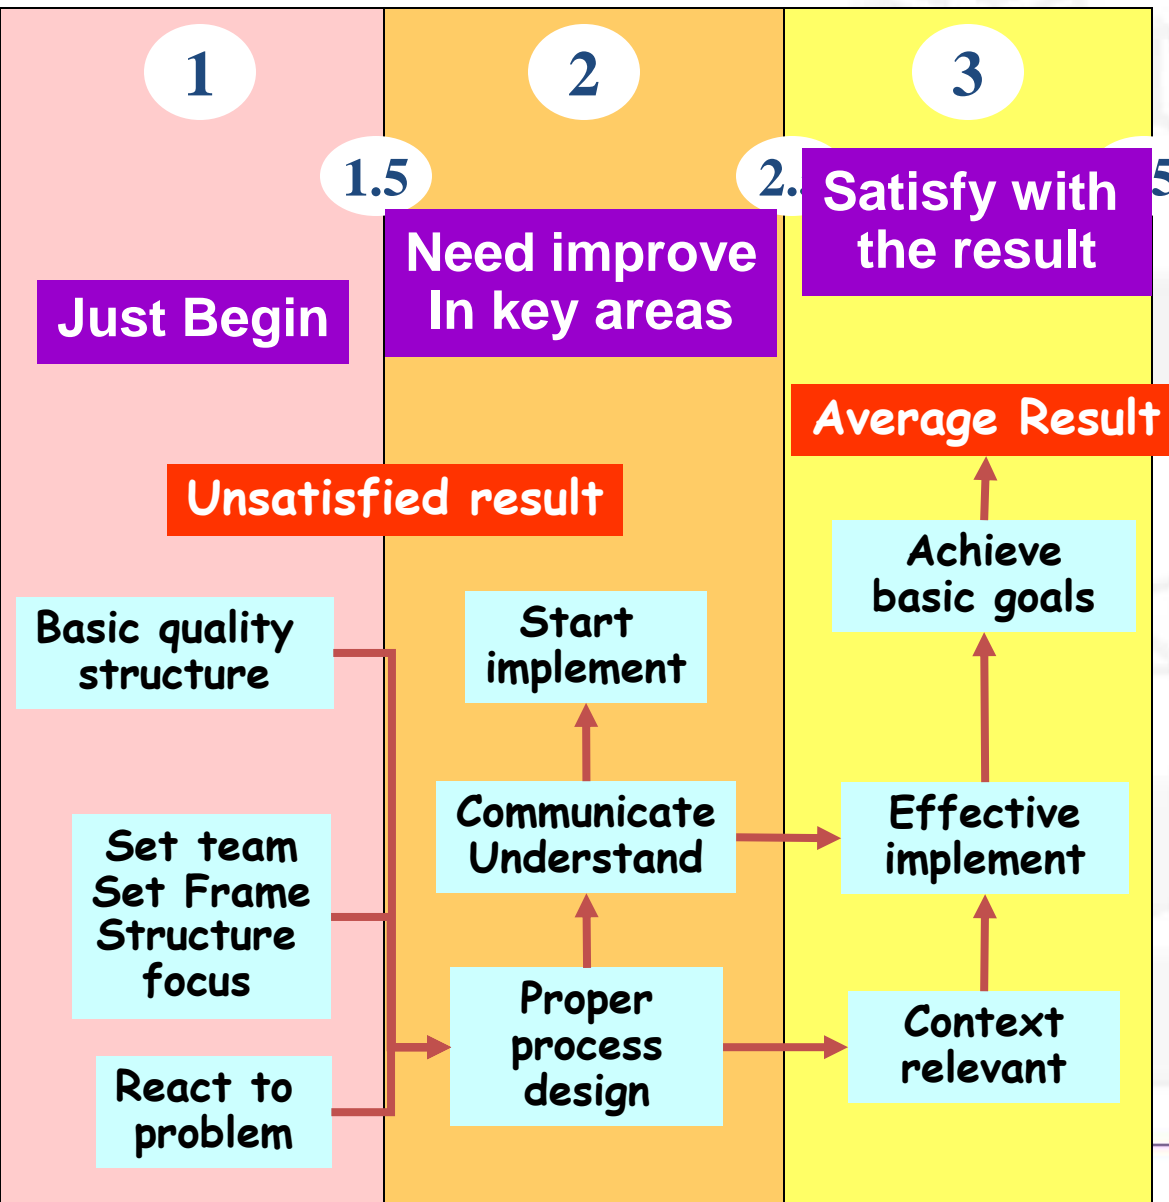 1
2
3
1.5
2.
5
Just Begin
Need improve
In key areas
Satisfy with
the result
Average Result
Unsatisfied result
Basic quality
structure
Set team
Set Frame
Structure
focus
React to
problem
Start
implement
Communicate
Understand
Proper
process
design
Achieve
basic goals
Effective
implement
Context
relevant